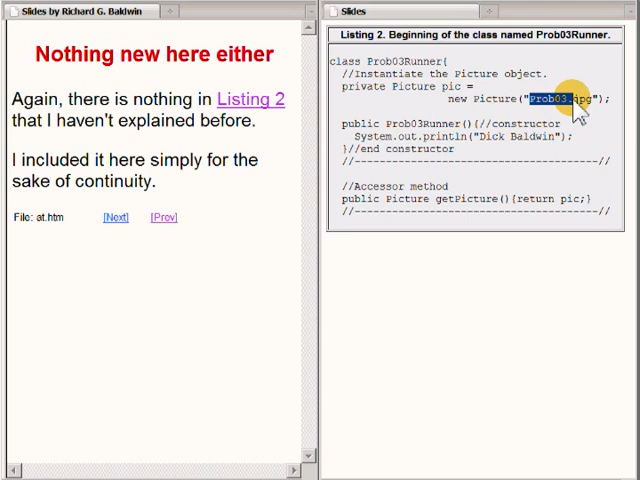 Slides by Richard G. Baldwin
Nothing new here either
Again, there is nothing in Listing 2
that I haven't explained before.
I included it here simply for the
sake of continuity.
File: at.htm [Next] [Prev]
Slides
Listing 2. Beginning of the class named Prob03Runner.
class Prob03Runner{
//Instantiate the Picture object.
private Picture pic =
new Picture("Prob03.jpg");
public Prob03Runner(){//constructor
System.out.println("Dick Baldwin");
}//end constructor
//----------------------------------------//
//Accessor method
public Picture getPicture(){return pic;}
//----------------------------------------//